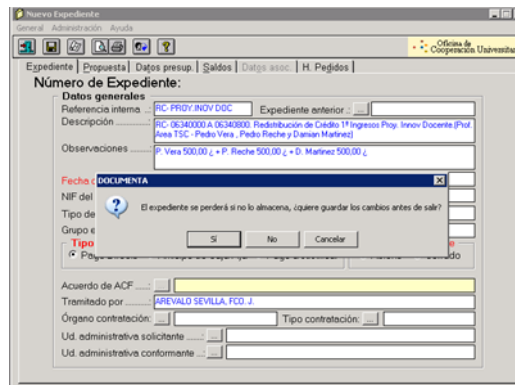 Nuevo Expediente
General Administración Ayuda
Oficina de
Cooperación Universitaria
Expediente Propuesta Datos presup. Saldos Datos asoc. H. Pedidos
Número de Expediente:
Datos generales
Referencia interna ..: RC- PROY.INOV DOC Expediente anterior .: ...
Descripción ............: RC- 06340000 A 06340800. Redistribución de Crédito 1º Ingresos Proy. Innov Docente.(Prof.
Area TSC - Pedro Vera , Pedro Reche y Damian Martinez)
Observaciones ........: P. Vera 500,00 ¿ + P. Reche 500,00 ¿ + D. Martinez 500,00 ¿
Fecha
DOCUMENTA
NIF del
El expediente se perderá si no lo almacena, ¿quiere guardar los cambios antes de salir?
Tipo de
Grupo e
Sí No Cancelar
Tipo
Acuerdo de ACF .....: ...
Tramitado por .........: AREVALO SEVILLA, FCO. J.
Órgano contratación: ... Tipo contratación: ...
Ud. administrativa solicitante .....: ...
Ud. administrativa conformante ...: ...